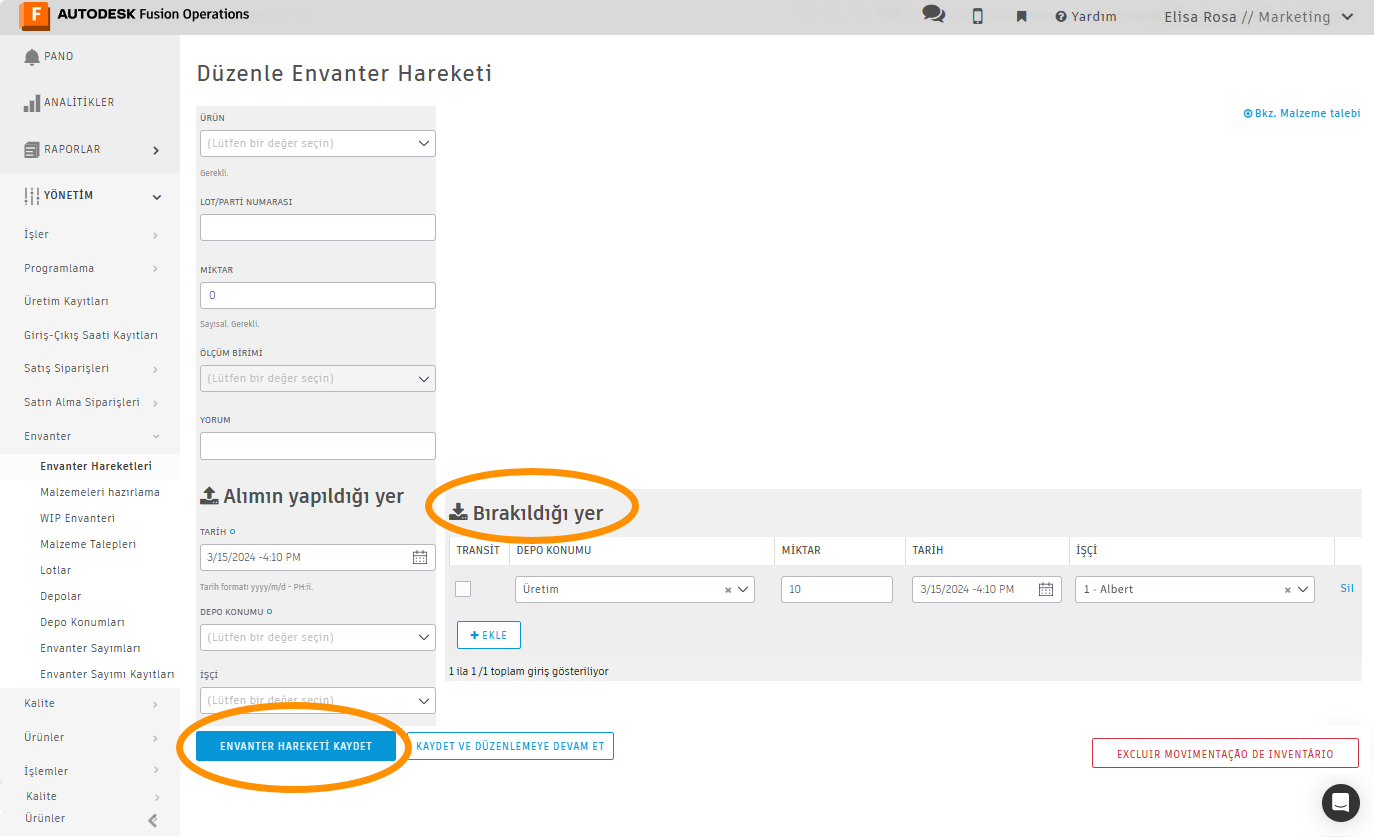 F AUTODESK Fusion Operations
Yardım
Elisa Rosa // Marketing
PANO
ANALİTİKLER
RAPORLAR
YÖNETİM
İşler
Programlama
Üretim Kayıtları
Giriş-Çıkış Saati Kayıtları
Satış Siparişleri
Satın Alma Siparişleri
Envanter
Envanter Hareketleri
Malzemeleri hazırlama
WIP Envanteri
Malzeme Talepleri
Lotlar
Depolar
Depo Konumları
Envanter Sayımları
Envanter Sayımı Kayıtları
Kalite
Ürünler
İşlemler
Kalite
Ürünler
Düzenle Envanter Hareketi
Bkz. Malzeme talebi
ÜRÜN
(Lütfen bir değer seçin)
Gerekli.
LOT/PARTİ NUMARASI
MİKTAR
0
Sayısal. Gerekli.
ÖLÇÜM BİRİMİ
(Lütfen bir değer seçin)
YORUM
Alımın yapıldığı yer
TARİH
3/15/2024 -4:10 PM
Tarih formatı yyyy/m/d - PH:ii.
DEPO KONUMU
(Lütfen bir değer seçin)
İŞÇİ
(Lütfen bir değer seçin)
Bırakıldığı yer
TRANSİT DEPO KONUMU MİKTAR TARİH İŞÇİ
Üretim × 10 3/15/2024 -4:10 PM 1 - Albert × Sil
+ EKLE
1 ila 1 /1 toplam giriş gösteriliyor
ENVANTER HAREKETİ KAYDET
KAYDET VE DÜZENLEMEYE DEVAM ET
EXCLUIR MOVIMENTAÇÃO DE INVENTÁRIO